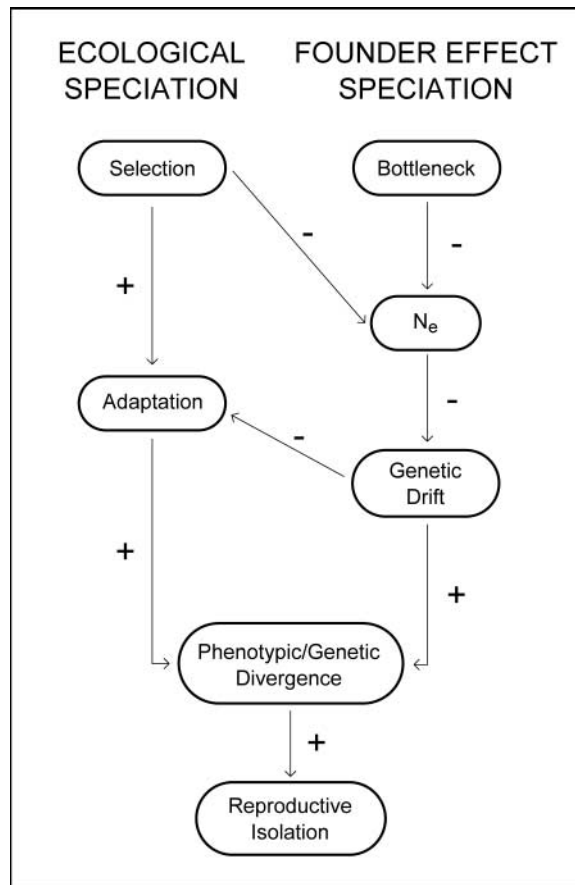 ECOLOGICAL
SPECIATION
FOUNDER EFFECT
SPECIATION
Selection
Bottleneck
-
-
+
Ne
Adaptation
-
-
Genetic
Drift
+
+
Phenotypic/Genetic
Divergence
+
Reproductive
Isolation